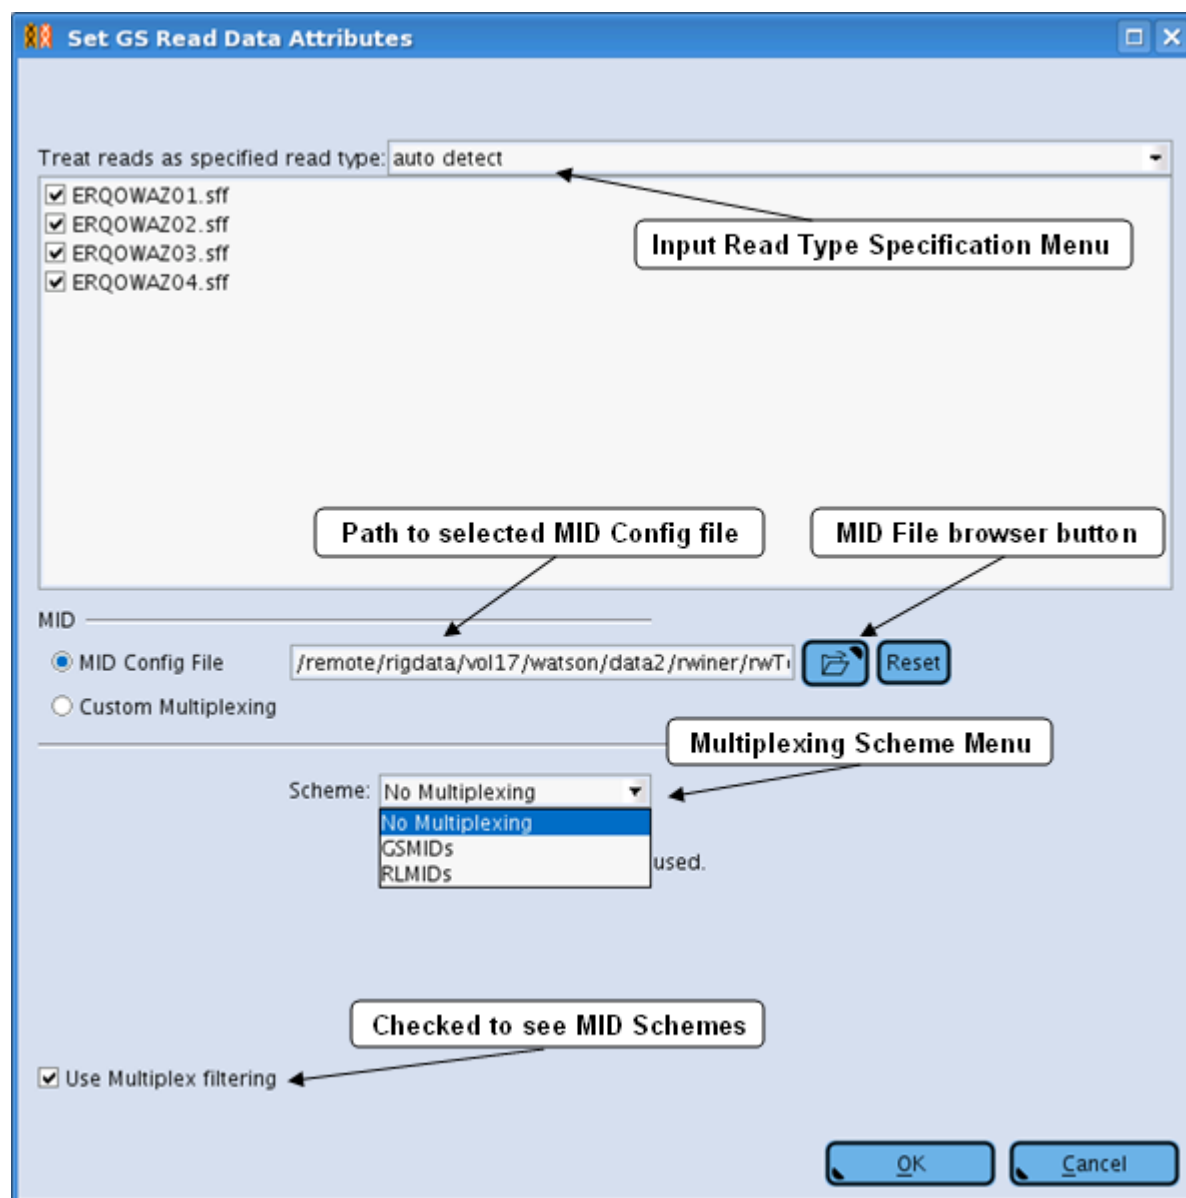 Set GS Read Data Attributes
Treat reads as specified read type: auto detect
ERQOWAZ01.sff
ERQOWAZ02.sff
Input Read Type Specification Menu
ERQOWAZ03.sff
ERQOWAZ04.sff
Path to selected MID Config file
MID File browser button
MID
MID Config File /remote/rigdata/vol17/watson/data2/rwiner/rwT Reset
Custom Multiplexing
Multiplexing Scheme Menu
Scheme: No Multiplexing
No Multiplexing
GSMIDs
used.
RLMIDs
Checked to see MID Schemes
Use Multiplex filtering
OK Cancel